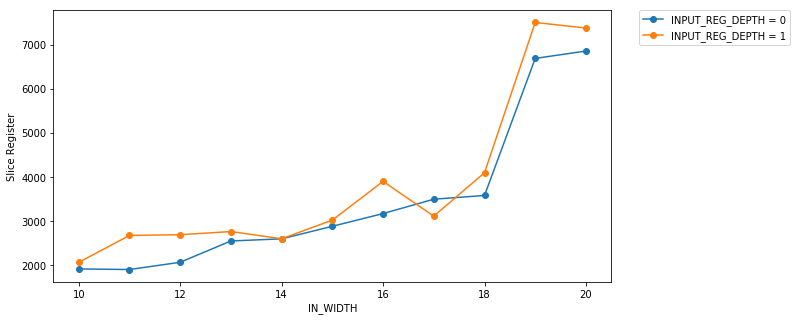 INPUT_REG_DEPTH = 0
INPUT_REG_DEPTH = 1
7000
6000
5000
4000
3000
2000
Slice Register
10 12 14 16 18 20
IN_WIDTH